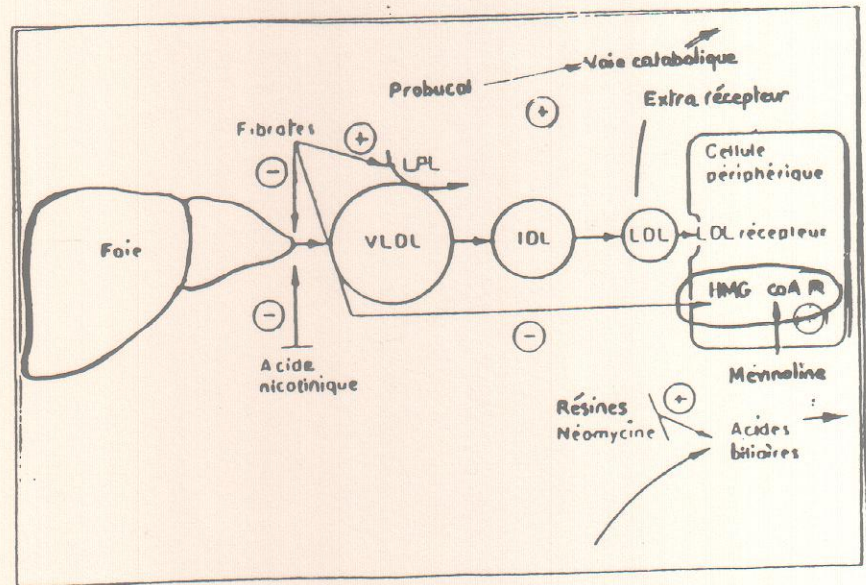 Voie catabolique
Probucol
Extra récepteur
+
Fibrates
+
-
LPL
Cellule
périphérique
Foie
VLDL
IDL
LDL
LDL récepteur
HMG coA R
-
-
+
Acide
nicotinique
Mévinoline
Résines
Néomycine
+
Acides
biliaires